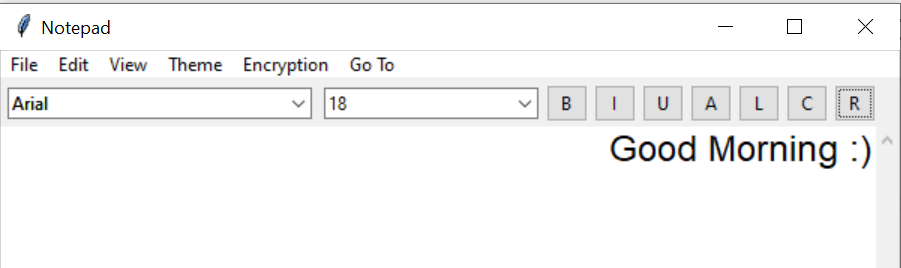 Notepad
File Edit View Theme Encryption Go To
Arial 18 B I U A L C R
Good Morning :)